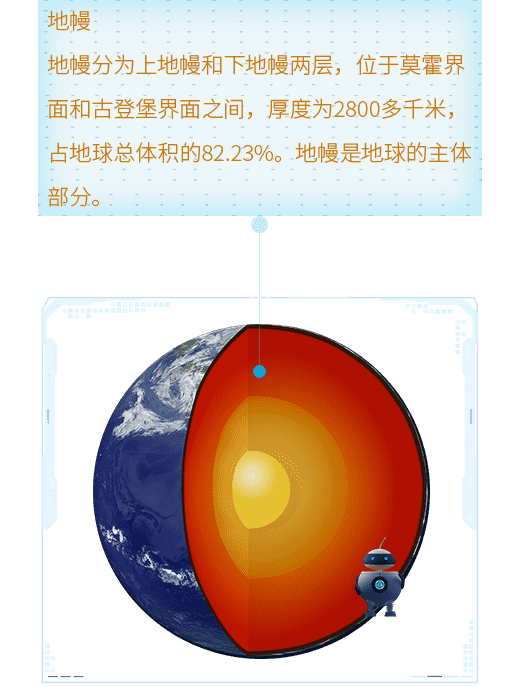 地幔
地幔分为上地幔和下地幔两层，位于莫霍界
面和古登堡界面之间，厚度为2800多千米，
占地球总体积的82.23%。地幔是地球的主体
部分。